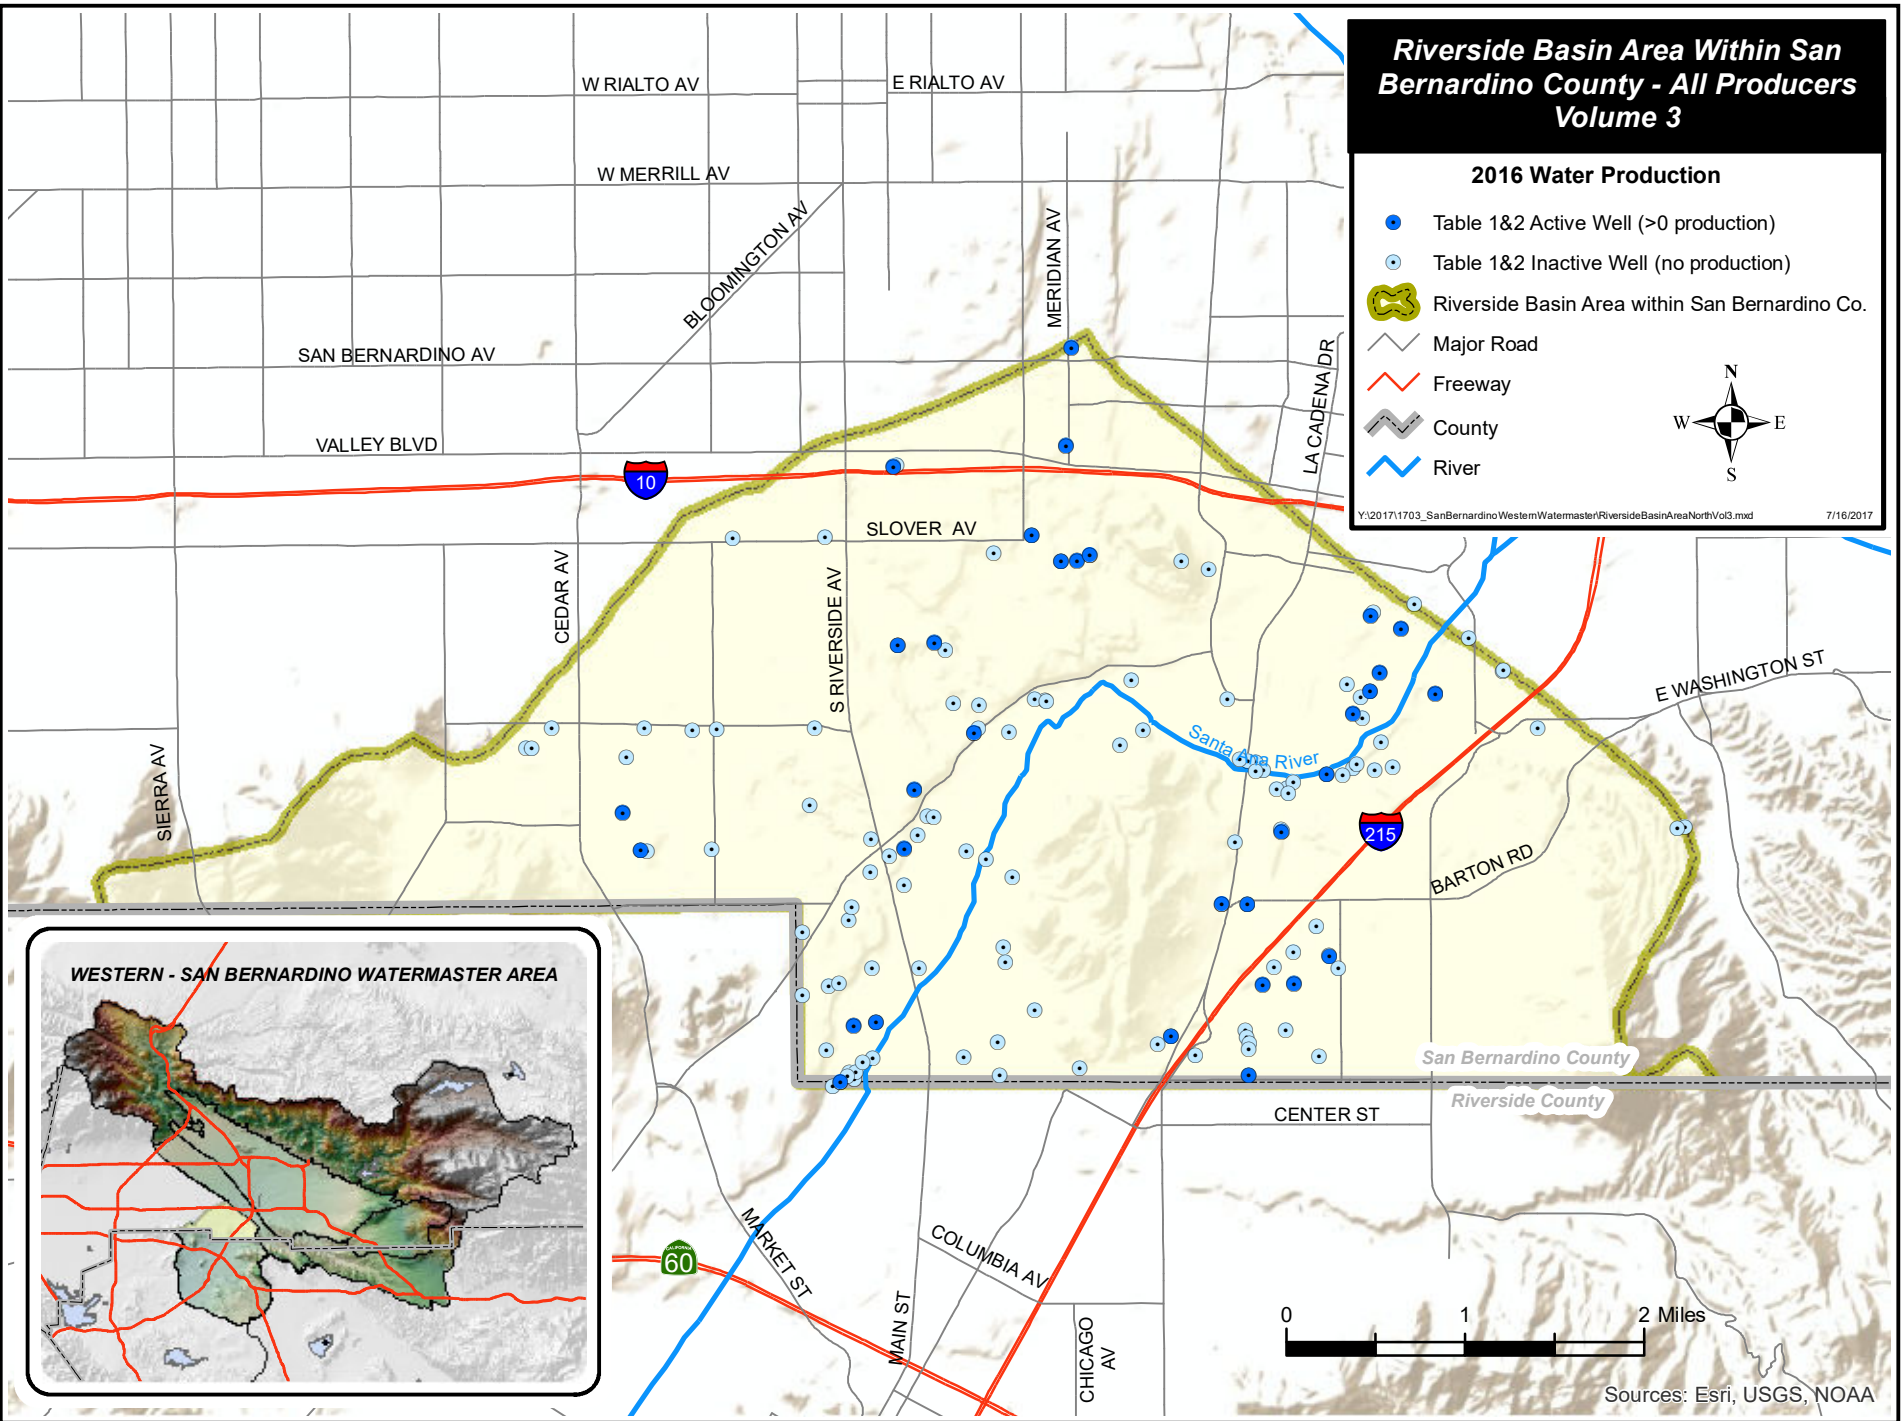 Riverside Basin Area Within San
Bernardino County - All Producers
Volume 3
2016 Water Production
Table 1&2 Active Well (>0 production)
Table 1&2 Inactive Well (no production)
Riverside Basin Area within San Bernardino Co.
Major Road
Freeway
County
River
N
W
E
S
Y:\2017\1703_SanBernardinoWesternWatermaster\RiversideBasinAreaNorthVol3.mxd
7/16/2017
W RIALTO AV
E RIALTO AV
W MERRILL AV
BLOOMINGTON AV
MERIDIAN AV
SAN BERNARDINO AV
LA CADENA DR
VALLEY BLVD
10
SLOVER AV
CEDAR AV
S RIVERSIDE AV
E WASHINGTON ST
SIERRA AV
Santa Ana River
215
BARTON RD
WESTERN - SAN BERNARDINO WATERMASTER AREA
San Bernardino County
Riverside County
CENTER ST
MARKET ST
COLUMBIA AV
CALIFORNIA
60
MAIN ST
CHICAGO
AV
0
1
2 Miles
Sources: Esri, USGS, NOAA